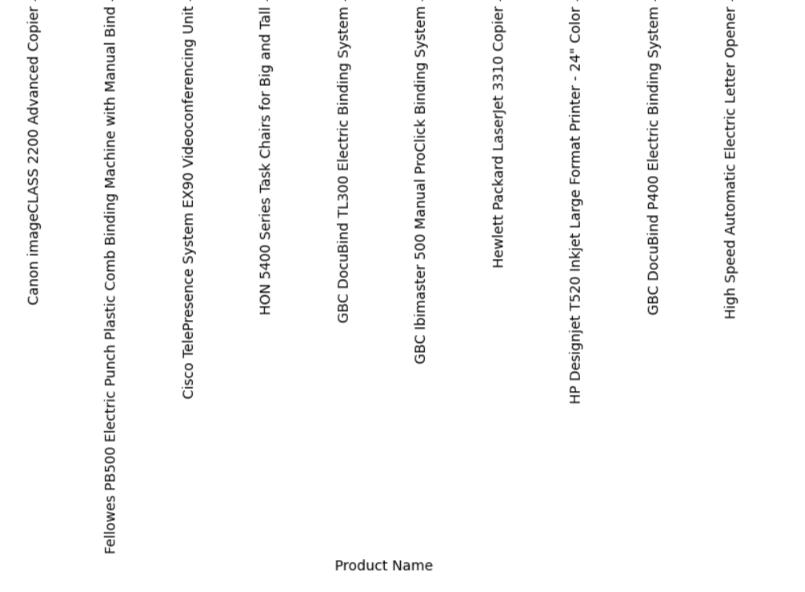 Canon imageCLASS 2200 Advanced Copier
Fellowes PB500 Electric Punch Plastic Comb Binding Machine with Manual Bind
Cisco TelePresence System EX90 Videoconferencing Unit
HON 5400 Series Task Chairs for Big and Tall
GBC DocuBind TL300 Electric Binding System
GBC Ibimaster 500 Manual ProClick Binding System
Hewlett Packard LaserJet 3310 Copier
HP Designjet T520 Inkjet Large Format Printer - 24" Color
GBC DocuBind P400 Electric Binding System
High Speed Automatic Electric Letter Opener
Product Name